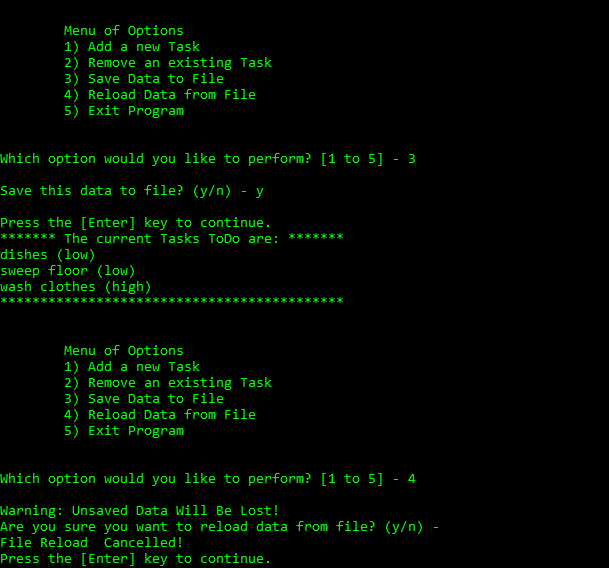 Menu of Options
1) Add a new Task
2) Remove an existing Task
3) Save Data to File
4) Reload Data from File
5) Exit Program
Which option would you like to perform? [1 to 5] - 3
Save this data to file? (y/n) - y
Press the [Enter] key to continue.
******* The current Tasks ToDo are: *******
dishes (low)
sweep floor (low)
wash clothes (high)
*******************************************
Menu of Options
1) Add a new Task
2) Remove an existing Task
3) Save Data to File
4) Reload Data from File
5) Exit Program
Which option would you like to perform? [1 to 5] - 4
Warning: Unsaved Data Will Be Lost!
Are you sure you want to reload data from file? (y/n) -
File Reload  Cancelled!
Press the [Enter] key to continue.